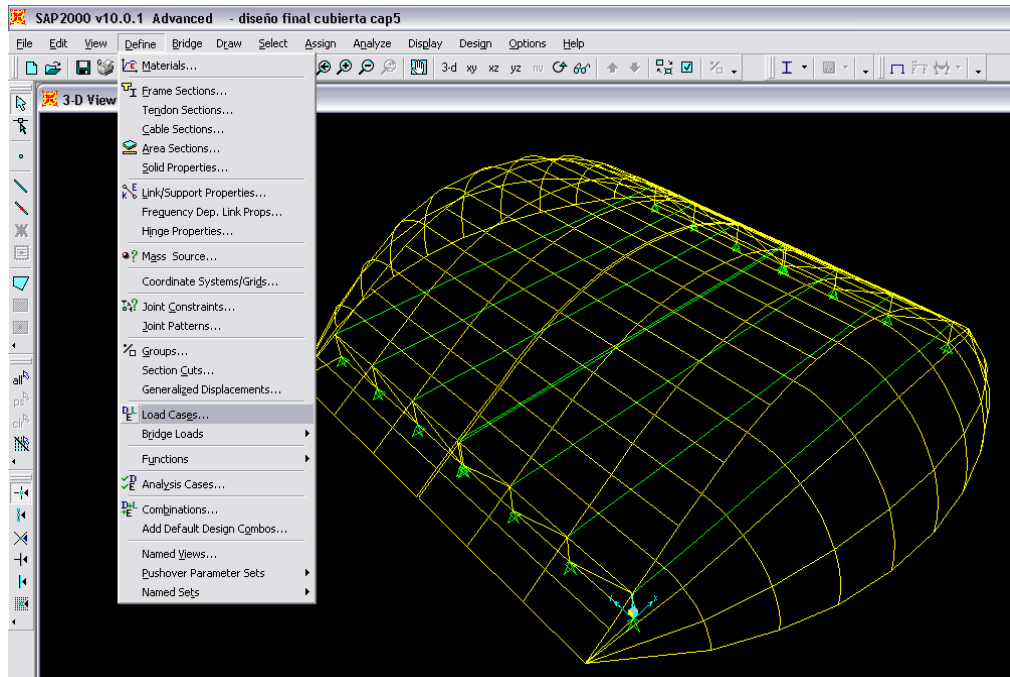 SAP2000 v10.0.1 Advanced - diseño final cubierta cap5
File Edit View Define Bridge Draw Select Assign Analyze Display Design Options Help
3-d xy xz yz nv
3-D View
Materials...
Frame Sections...
Tendon Sections...
Cable Sections...
Area Sections...
Solid Properties...
Link/Support Properties...
Frequency Dep. Link Props...
Hinge Properties...
Mass Source...
Coordinate Systems/Grids...
Joint Constraints...
Joint Patterns...
Groups...
Section Cuts...
Generalized Displacements...
Load Cases...
Bridge Loads
Functions
Analysis Cases...
Combinations...
Add Default Design Combos...
Named Views...
Pushover Parameter Sets
Named Sets
all
ps
clr